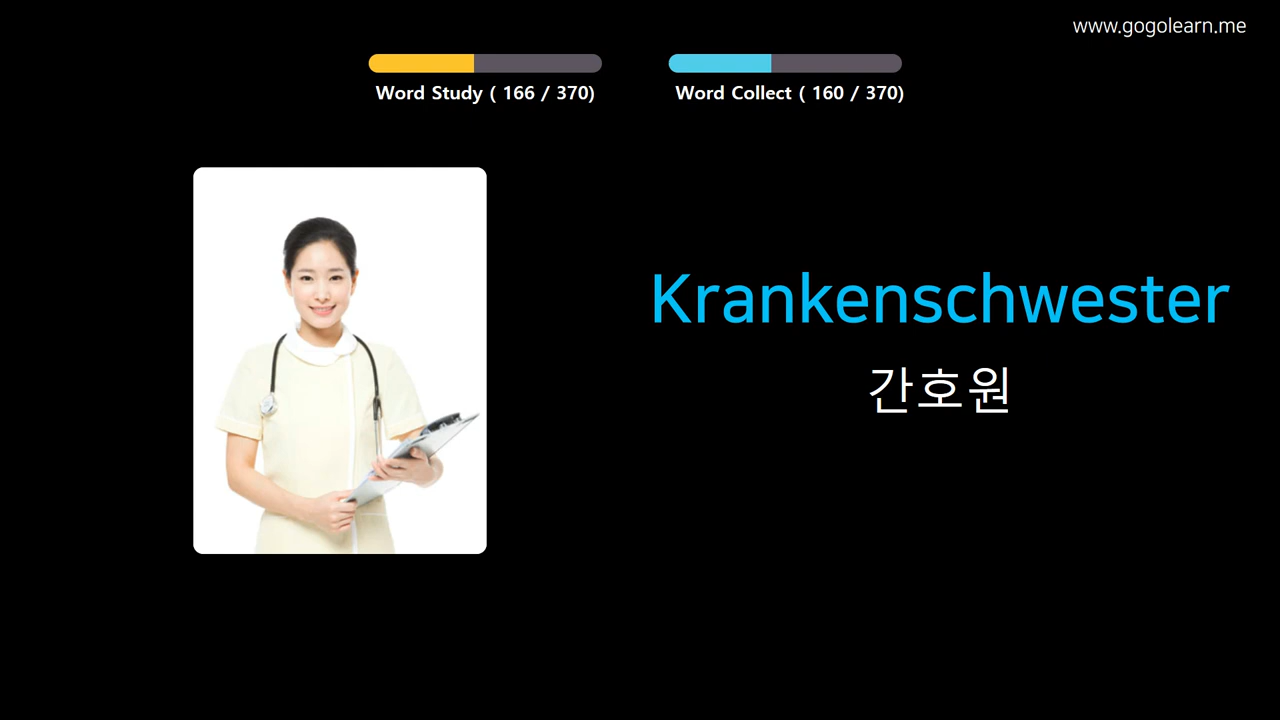 www.gogolearn.me
Word Study ( 166 / 370)
Word Collect ( 160 / 370)
Krankenschwester
간호원